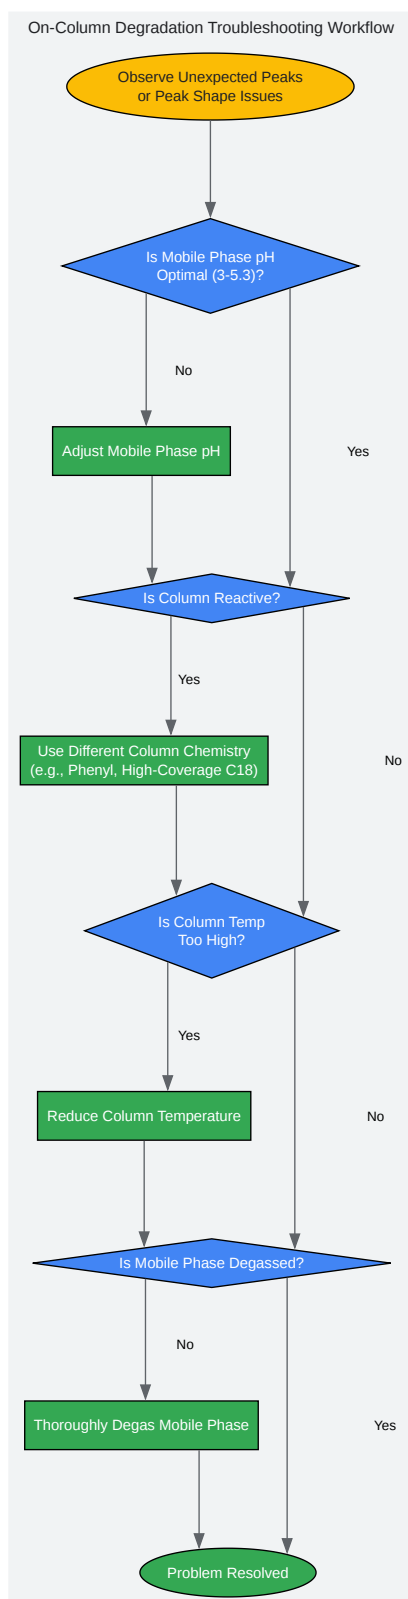 On-Column Degradation Troubleshooting Workflow
Observe Unexpected Peaks
or Peak Shape Issues
Is Mobile Phase pH
Optimal (3-5.3)?
No
Adjust Mobile Phase pH
Yes
Is Column Reactive?
Yes
Use Different Column Chemistry
(e.g., Phenyl, High-Coverage C18)
No
Is Column Temp
Too High?
Yes
Reduce Column Temperature
No
Is Mobile Phase Degassed?
No
Thoroughly Degas Mobile Phase
Yes
Problem Resolved